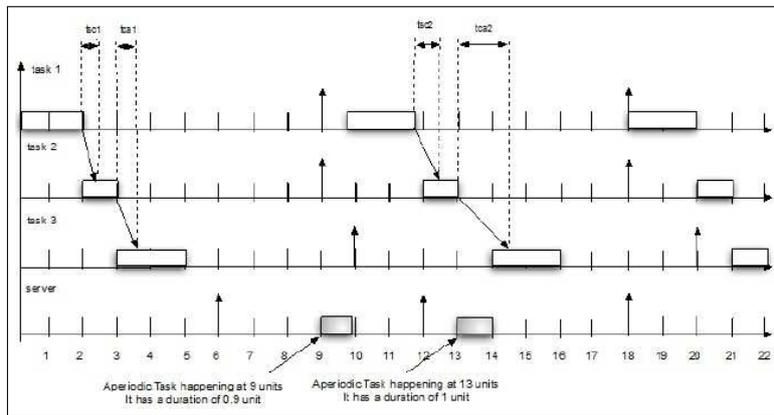 tsc1
tca1
tsc2
tca2
task 1
task 2
task 3
server
1 2 3 4 5 6 7 8 9 10 11 12 13 14 15 16 17 18 19 20 21 22
Aperiodic Task happening at 9 units
It has a duration of 0.9 unit
Aperiodic Task happening at 13 units
It has a duration of 1 unit